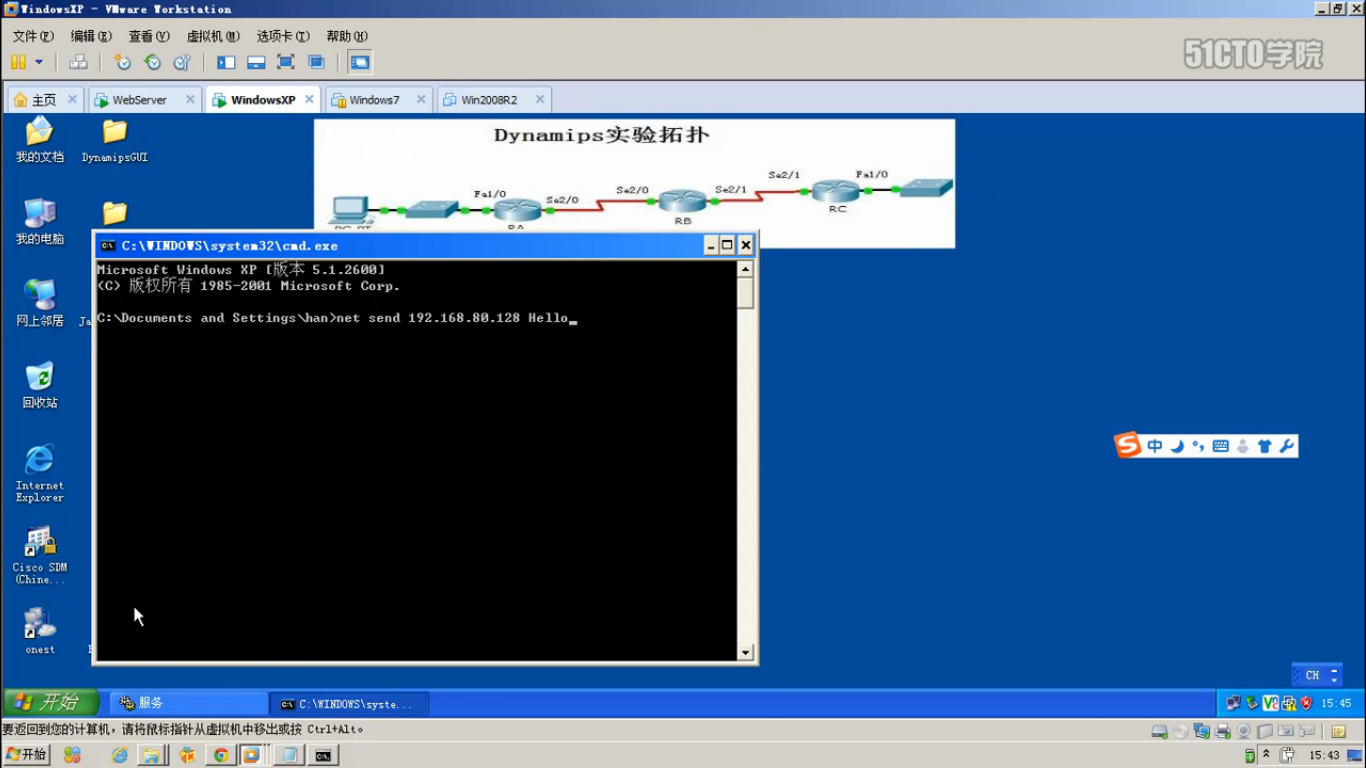 WindowsXP - VMware Workstation
文件(F) 编辑(E) 查看(V) 虚拟机(M) 选项卡(T) 帮助(H)
51CTO学院
主页 WebServer WindowsXP Windows7 Win2008R2
我的文档
DynamipsGUI
Dynamips实验拓扑
Fa1/0 Se2/0 Se2/0 Se2/1 Se2/1 Fa1/0
RB
RC
我的电脑
C:\WINDOWS\system32\cmd.exe
Microsoft Windows XP [版本 5.1.2600]
(C) 版权所有 1985-2001 Microsoft Corp.
C:\Documents and Settings\han>net send 192.168.80.128 Hello_
网上邻居
Ja
回收站
中
Internet
Explorer
Cisco SDM
(Chine...
onest
CH
开始 服务 C:\WINDOWS\syste... 15:45
要返回到您的计算机，请将鼠标指针从虚拟机中移出或按 Ctrl+Alt。
开始 15:43